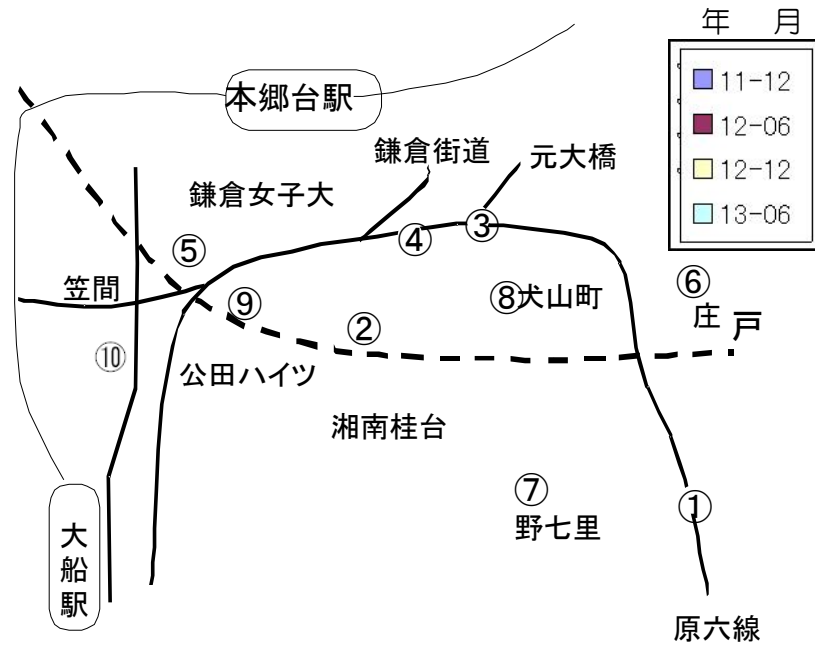 年　月
11-12
12-06
12-12
13-06
本郷台駅
鎌倉街道
元大橋
鎌倉女子大
③
④
⑤
⑥
笠間
⑨
⑧犬山町
庄戸
②
⑩
公田ハイツ
湘南桂台
⑦
野七里
①
大船駅
原六線